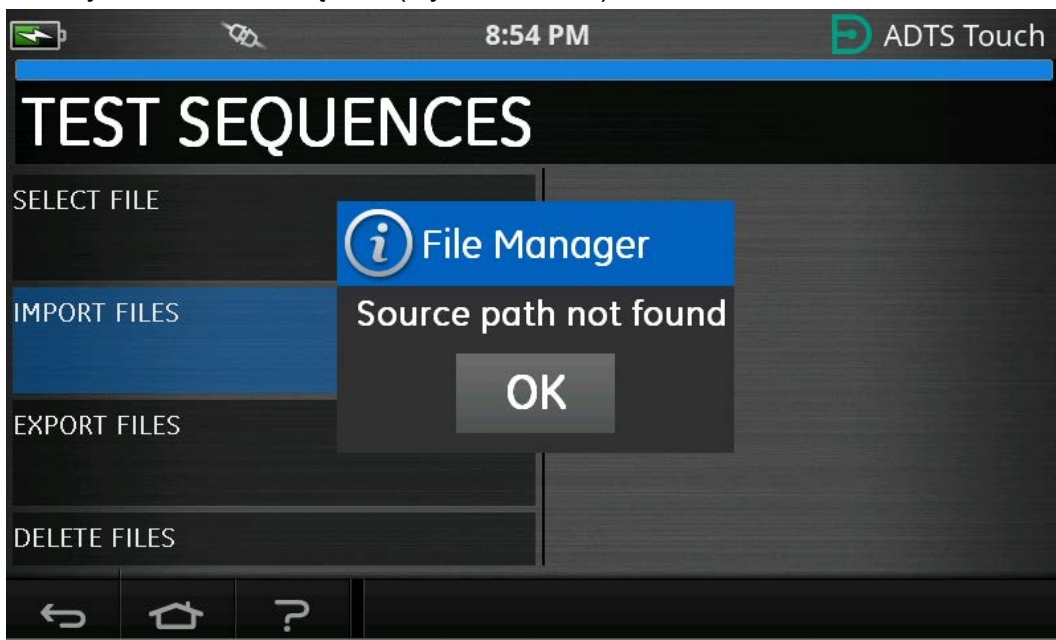 8:54 PM
ADTS Touch
TEST SEQUENCES
SELECT FILE
File Manager
IMPORT FILES
Source path not found
OK
EXPORT FILES
DELETE FILES
?